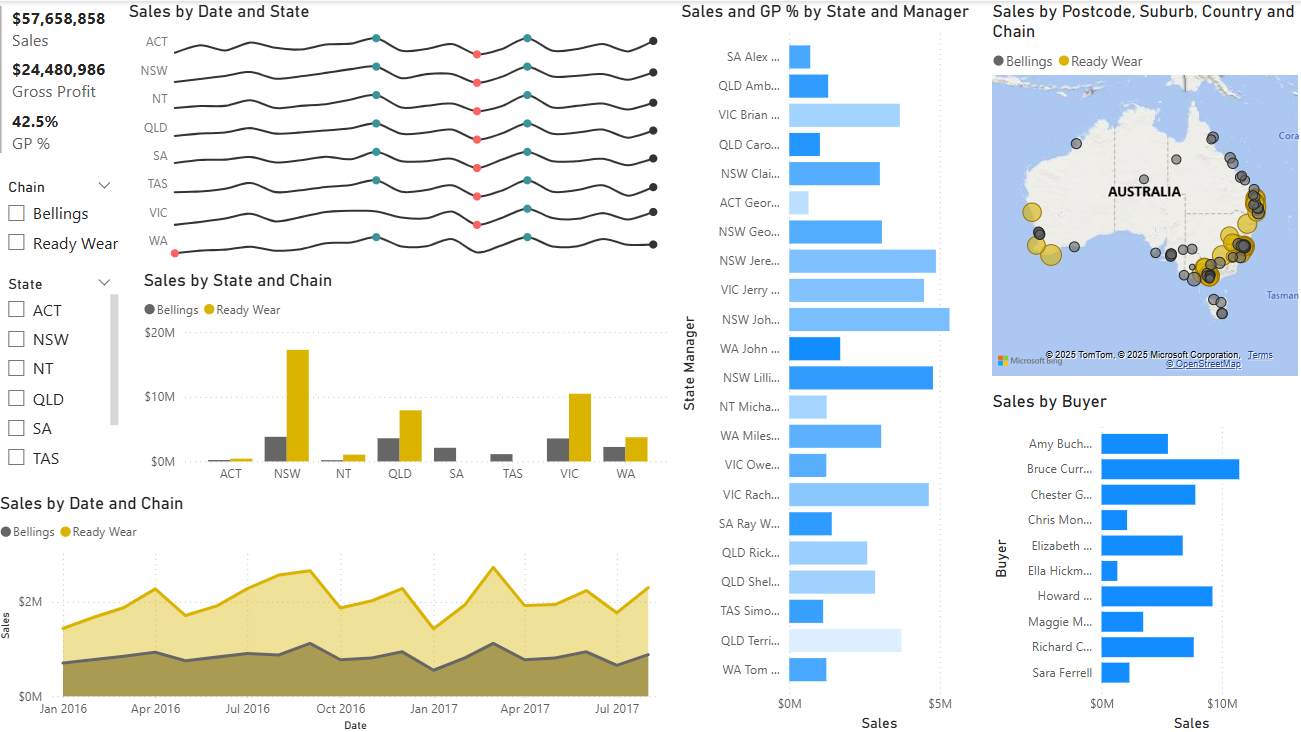 $57,658,858
Sales
$24,480,986
Gross Profit
42.5%
GP %
Chain
Bellings
Ready Wear
State
ACT
NSW
NT
QLD
SA
TAS
Sales by Date and State
ACT
NSW
NT
QLD
SA
TAS
VIC
WA
Sales by State and Chain
Bellings Ready Wear
$20M
$10M
$0M
ACT NSW NT QLD SA TAS VIC WA
Sales by Date and Chain
Bellings Ready Wear
Sales
$2M
$0M
Jan 2016 Apr 2016 Jul 2016 Oct 2016 Jan 2017 Apr 2017 Jul 2017
Date
Sales and GP % by State and Manager
State Manager
SA Alex ...
QLD Amb...
VIC Brian ...
QLD Caro...
NSW Clai...
ACT Geor...
NSW Geo...
NSW Jere...
VIC Jerry ...
NSW Joh...
WA John ...
NSW Lilli...
NT Micha...
WA Miles...
VIC Owe...
VIC Rach...
SA Ray W...
QLD Rick...
QLD Shel...
TAS Simo...
QLD Terri...
WA Tom ...
$0M $5M
Sales
Sales by Postcode, Suburb, Country and
Chain
Bellings Ready Wear
Cora
AUSTRALIA
Tasman
Microsoft Bing
© 2025 TomTom, © 2025 Microsoft Corporation, Terms
© OpenStreetMap
Sales by Buyer
Buyer
Amy Buch...
Bruce Curr...
Chester G...
Chris Mon...
Elizabeth ...
Ella Hickm...
Howard ...
Maggie M...
Richard C...
Sara Ferrell
$0M $10M
Sales